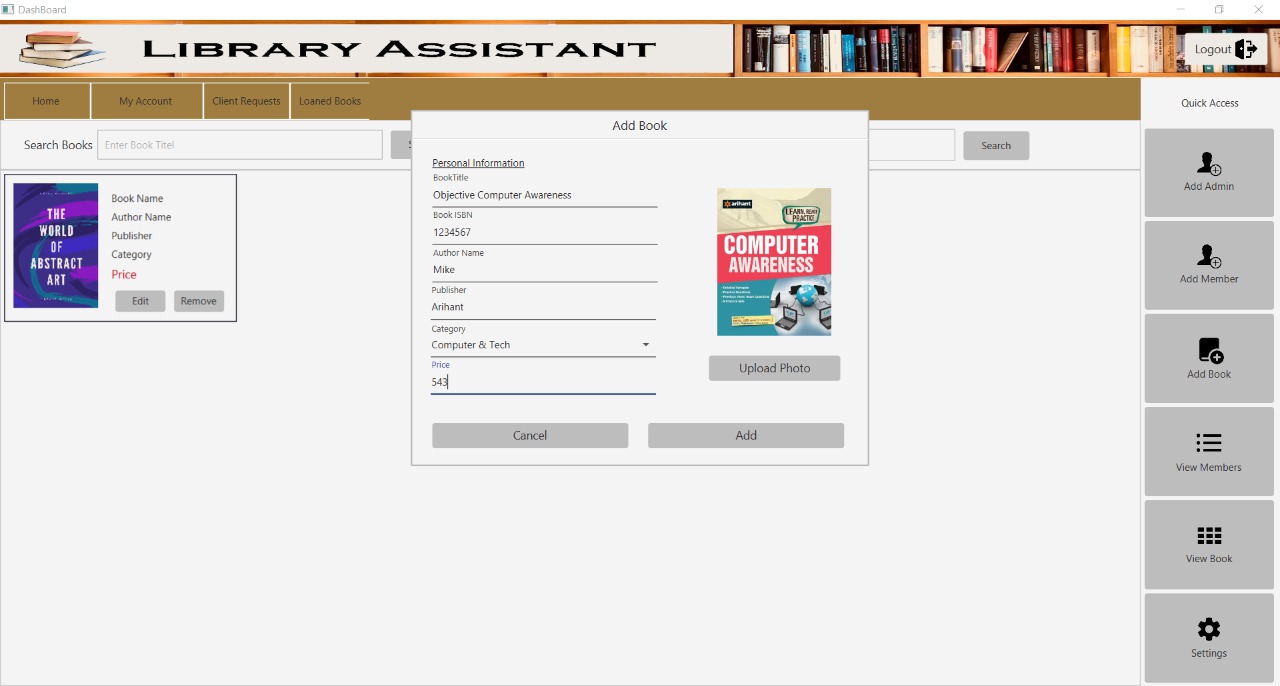 DashBoard
LIBRARY ASSISTANT
Logout
Home
My Account
Client Requests
Loaned Books
Quick Access
Search Books
Enter Book Titel
Search
THE
WORLD
OF
ABSTRACT
ART
Book Name
Author Name
Publisher
Category
Price
Edit
Remove
Add Book
Personal Information
BookTitle
Objective Computer Awareness
Book ISBN
1234567
Author Name
Mike
Publisher
Arihant
Category
Computer & Tech
Price
543
arihant
LEARN, REVISE
PRACTICE
COMPUTER
AWARENESS
Upload Photo
Cancel
Add
Add Admin
Add Member
Add Book
View Members
View Book
Settings